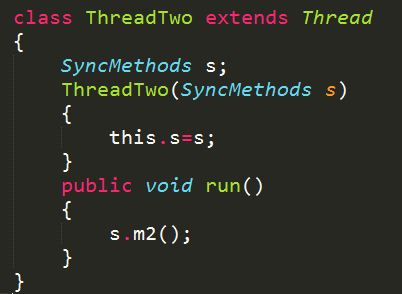 class ThreadTwo extends Thread
{
    SyncMethods s;
    ThreadTwo(SyncMethods s)
    {
        this.s=s;
    }
    public void run()
    {
        s.m2();
    }
}